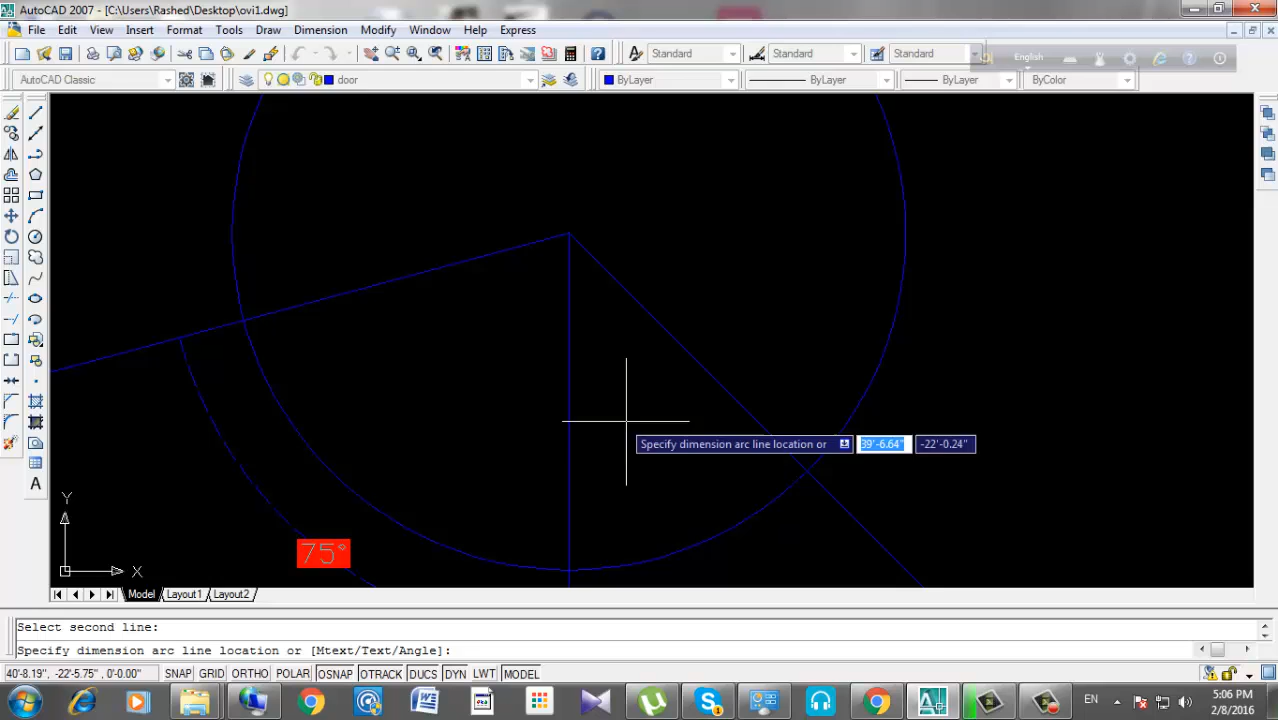 AutoCAD 2007 - [C:\Users\Rashed\Desktop\ovi1.dwg]
File Edit View Insert Format Tools Draw Dimension Modify Window Help Express
Standard Standard Standard English
AutoCAD Classic door ByLayer ByLayer ByLayer ByColor
A
Specify dimension arc line location or 39'-6.64" -22'-0.24"
Y
75°
X
Model Layout1 Layout2
Select second line:
Specify dimension arc line location or [Mtext/Text/Angle]:
40'-8.19", -22'-5.75", 0'-0.00" SNAP GRID ORTHO POLAR OSNAP OTRACK DUCS DYN LWT MODEL
EN 5:06 PM
2/8/2016